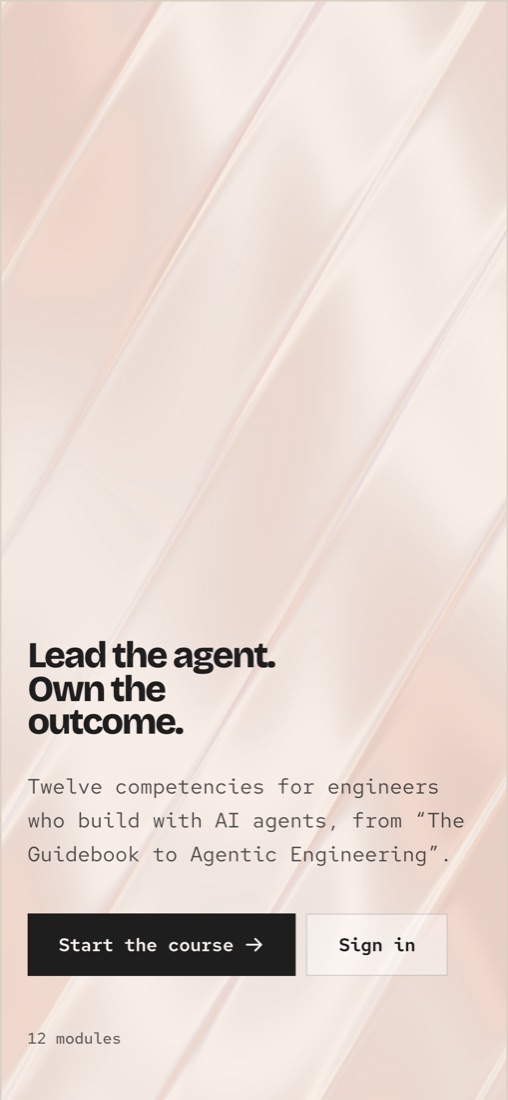 Lead the agent.
Own the
outcome.
Twelve competencies for engineers
who build with AI agents, from “The
Guidebook to Agentic Engineering”.
Start the course →
Sign in
12 modules